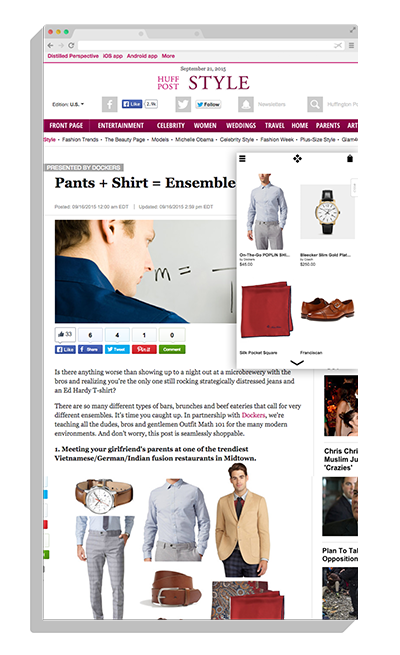 Distilled Perspective iOS app Android app More
September 21, 2015
HUFF POST STYLE
Edition: U.S.
Like 2.9k
Follow
Newsletters
Huffington Po
FRONT PAGE ENTERTAINMENT CELEBRITY WOMEN WEDDINGS TRAVEL HOME PARENTS ART
Style • Fashion Trends • The Beauty Page • Models • Michelle Obama • Celebrity Style • Fashion Week • Plus-Size Style • Glam4
PRESENTED BY DOCKERS
Pants + Shirt = Ensemble
Posted: 09/16/2015 12:00 am EDT Updated: 09/16/2015 2:59 pm EDT
m =
On-The-Go POPLIN SHI...
by Dockers
$48.00
Bleecker Slim Gold Plat...
by Coach
$250.00
Silk Pocket Square
Franciscan
33 6 4 1 0
Like Share Tweet Pin it Comment
Is there anything worse than showing up to a night out at a microbrewery with the
bros and realizing you're the only one still rocking strategically distressed jeans and
an Ed Hardy T-shirt?
There are so many different types of bars, brunches and beef eateries that call for very
different ensembles. It's time you caught up. In partnership with Dockers, we're
teaching all the dudes, bros and gentlemen Outfit Math 101 for the many modern
environments. And don't worry, this post is seamlessly shoppable.
1. Meeting your girlfriend's parents at one of the trendiest
Vietnamese/German/Indian fusion restaurants in Midtown.
Chris Chri
Muslim Ju
'Crazies'
Plan To Ta
Opposition